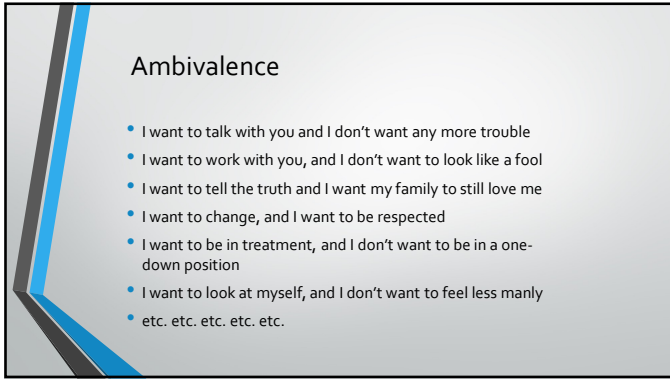 Ambivalence
• I want to talk with you and I don't want any more trouble
• I want to work with you, and I don't want to look like a fool
• I want to tell the truth and I want my family to still love me
• I want to change, and I want to be respected
• I want to be in treatment, and I don't want to be in a one-
down position
• I want to look at myself, and I don't want to feel less manly
• etc. etc. etc. etc. etc.